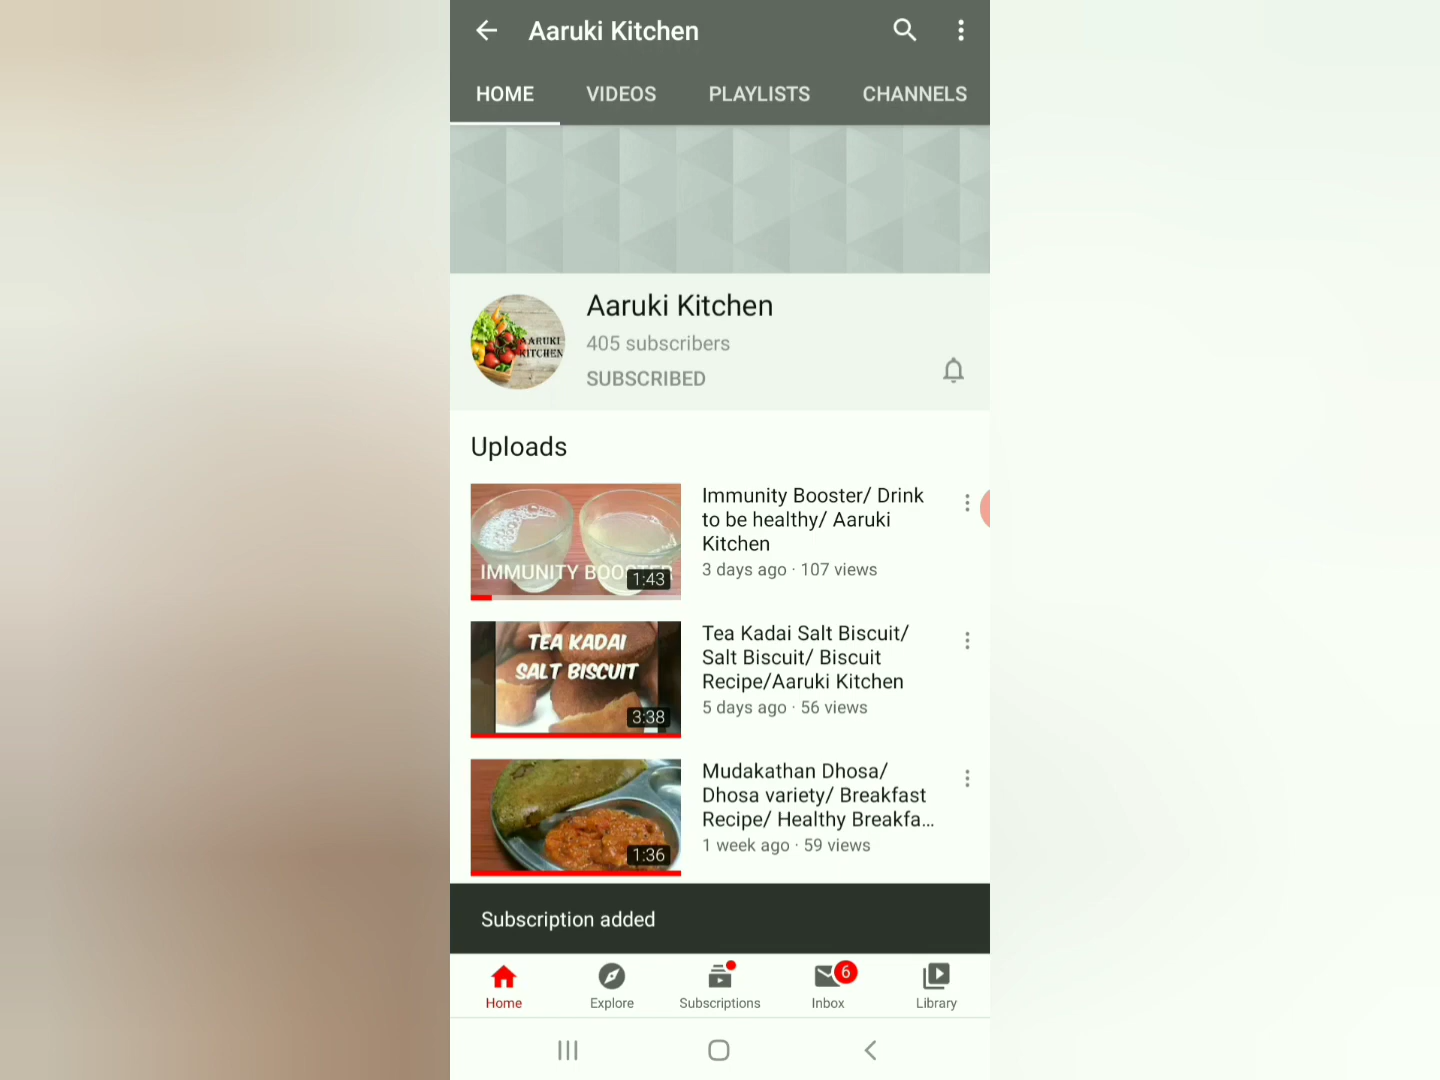 Aaruki Kitchen
HOME VIDEOS PLAYLISTS CHANNELS
AARUKI
KITCHEN
Aaruki Kitchen
405 subscribers
SUBSCRIBED
Uploads
IMMUNITY BOOSTER
1:43
Immunity Booster/ Drink
to be healthy/ Aaruki
Kitchen
3 days ago · 107 views
TEA KADAI
SALT BISCUIT
3:38
Tea Kadai Salt Biscuit/
Salt Biscuit/ Biscuit
Recipe/Aaruki Kitchen
5 days ago · 56 views
1:36
Mudakathan Dhosa/
Dhosa variety/ Breakfast
Recipe/ Healthy Breakfa...
1 week ago · 59 views
Subscription added
6
Home Explore Subscriptions Inbox Library